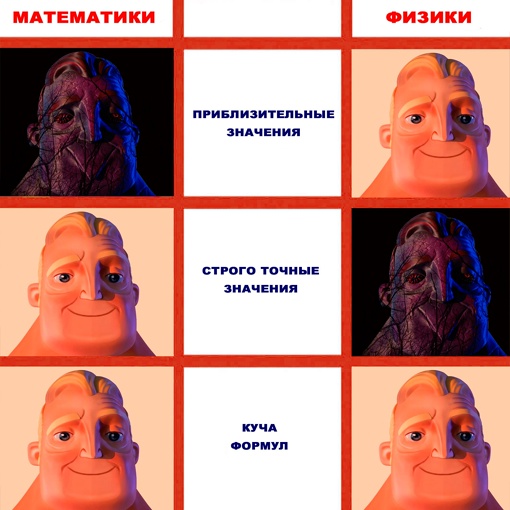 МАТЕМАТИКИ
ФИЗИКИ
ПРИБЛИЗИТЕЛЬНЫЕ
ЗНАЧЕНИЯ
СТРОГО ТОЧНЫЕ
ЗНАЧЕНИЯ
КУЧА
ФОРМУЛ